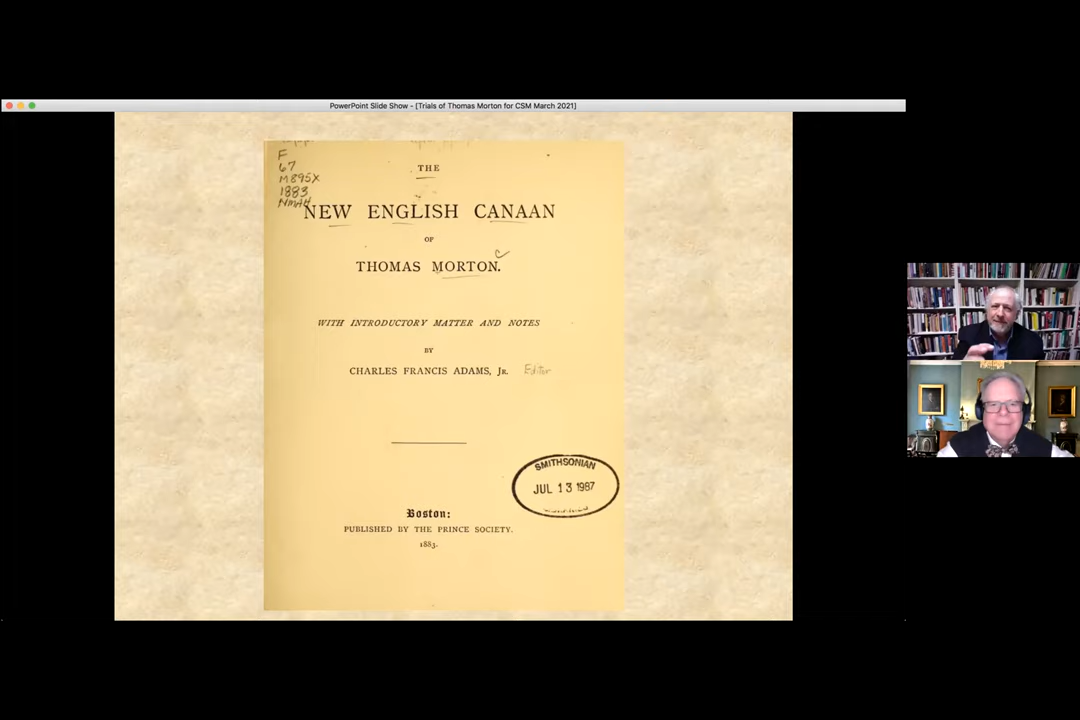 PowerPoint Slide Show - [Trials of Thomas Morton for CSM March 2021]
F
67
M895X
1883
NMAH
THE
NEW ENGLISH CANAAN
OF
THOMAS MORTON.
WITH INTRODUCTORY MATTER AND NOTES
BY
CHARLES FRANCIS ADAMS, JR. Editor
SMITHSONIAN
JUL 13 1987
Boston:
PUBLISHED BY THE PRINCE SOCIETY.
1883.